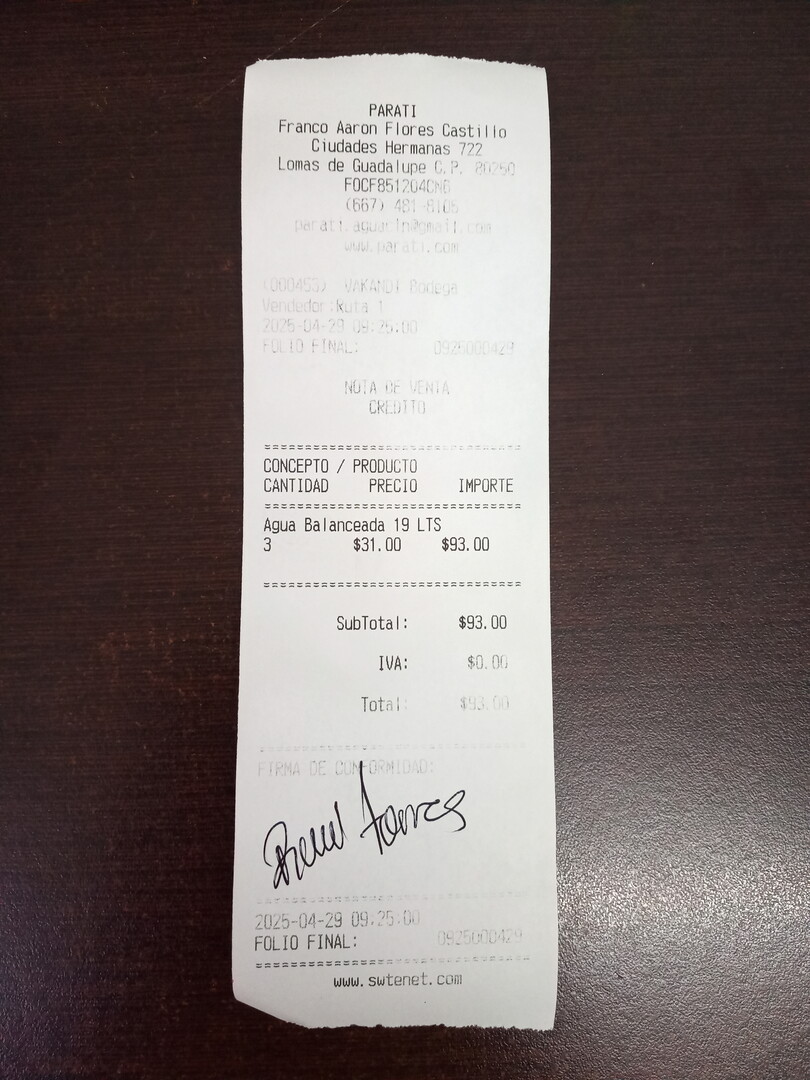 PARATI
Franco Aaron Flores Castillo
Ciudades Hermanas 722
Lomas de Guadalupe C.P. 80250
FOCF851204
(667) 481-8105
parati.aguacln@gmail.com
www.parati.com
(000453) VAKANDI Bodega
Vendedor:Ruta 1
2025-04-29 09:25:00
FOLIO FINAL: 0925000429
NOTA DE VENTA
CREDITO
CONCEPTO / PRODUCTO
CANTIDAD PRECIO IMPORTE
Agua Balanceada 19 LTS
3 $31.00 $93.00
SubTotal: $93.00
IVA: $0.00
Total: $93.00
FIRMA DE CONFORMIDAD:
2025-04-29 09:25:00
FOLIO FINAL: 0925000429
www.swtenet.com